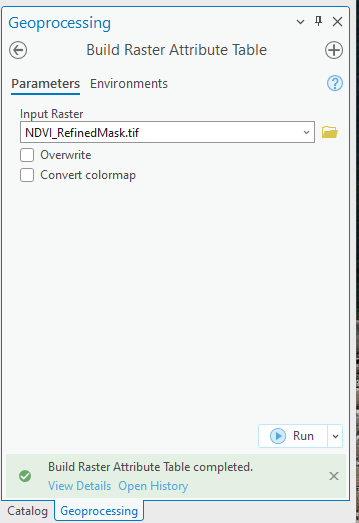 Geoprocessing
Build Raster Attribute Table
Parameters Environments
Input Raster
NDVI_RefinedMask.tif
Overwrite
Convert colormap
Run
Build Raster Attribute Table completed.
View Details Open History
Catalog Geoprocessing